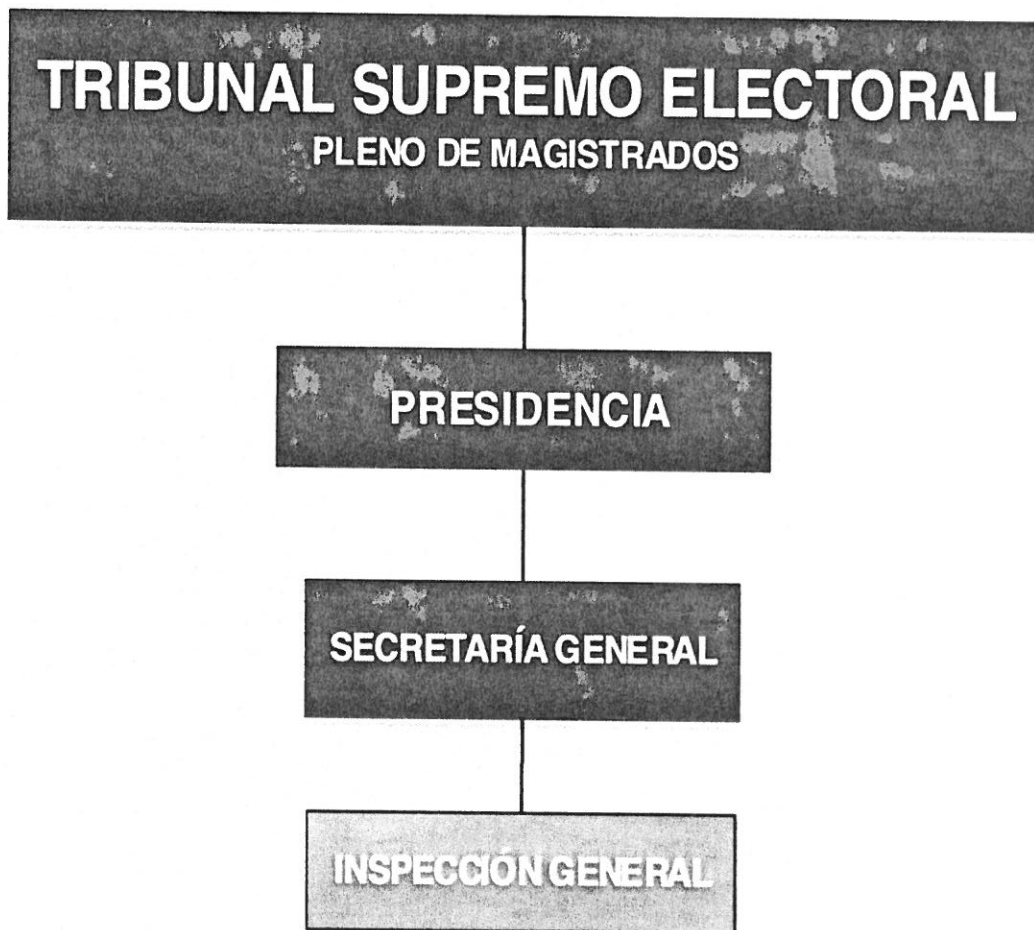 TRIBUNAL SUPREMO ELECTORAL
PLENO DE MAGISTRADOS
PRESIDENCIA
SECRETARÍA GENERAL
INSPECCIÓN GENERAL